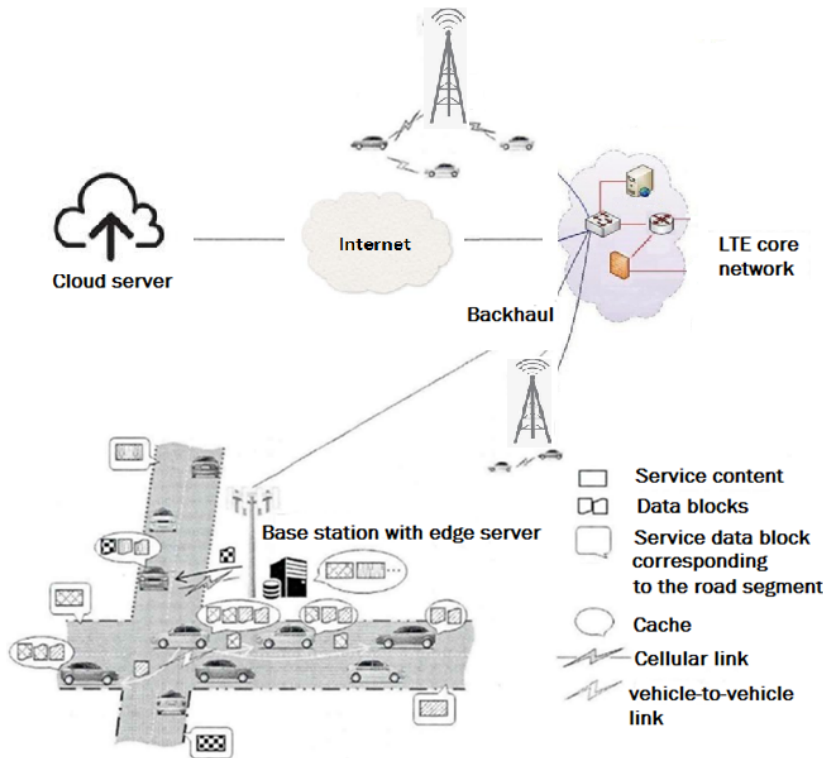 Internet
Cloud server
LTE core
network
Backhaul
Base station with edge server
Service content
Data blocks
Service data block
corresponding
to the road segment
Cache
Cellular link
vehicle-to-vehicle
link